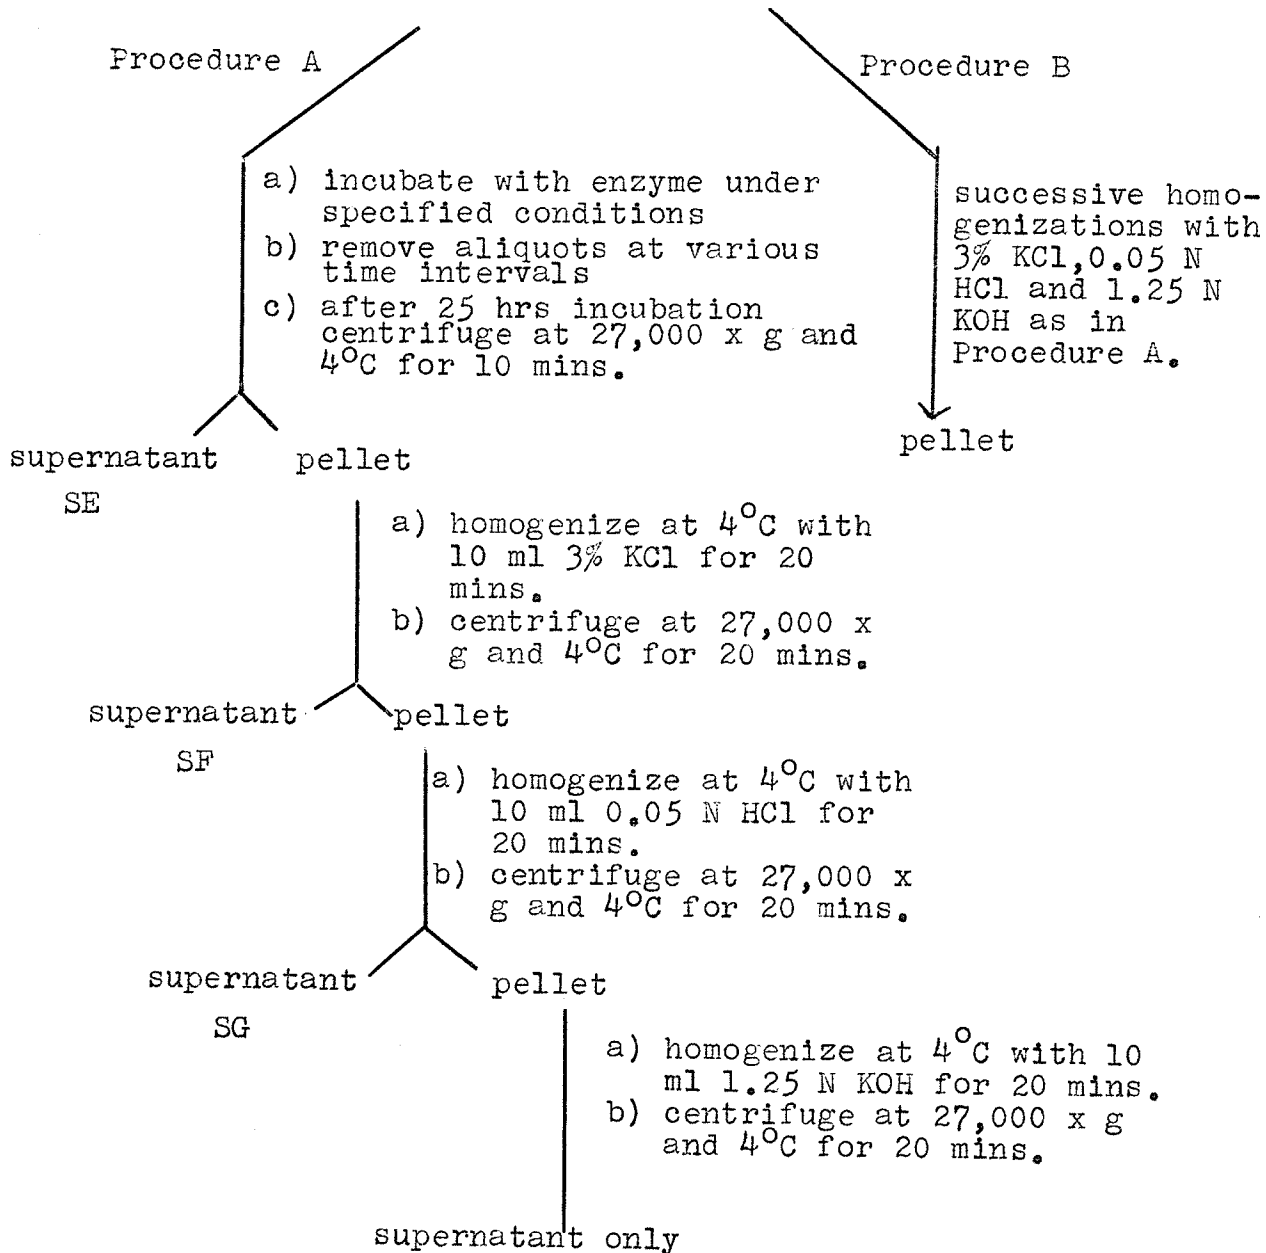 Procedure A
Procedure B
a) incubate with enzyme under
specified conditions
b) remove aliquots at various
time intervals
c) after 25 hrs incubation
centrifuge at 27,000 x g and
4°C for 10 mins.
successive homo-
genizations with
3% KCl,0.05 N
HCl and 1.25 N
KOH as in
Procedure A.
pellet
supernatant pellet
SE
a) homogenize at 4°C with
10 ml 3% KCl for 20
mins.
b) centrifuge at 27,000 x
g and 4°C for 20 mins.
supernatant pellet
SF
a) homogenize at 4°C with
10 ml 0.05 N HCl for
20 mins.
b) centrifuge at 27,000 x
g and 4°C for 20 mins.
supernatant pellet
SG
a) homogenize at 4°C with 10
ml 1.25 N KOH for 20 mins.
b) centrifuge at 27,000 x g
and 4°C for 20 mins.
supernatant only